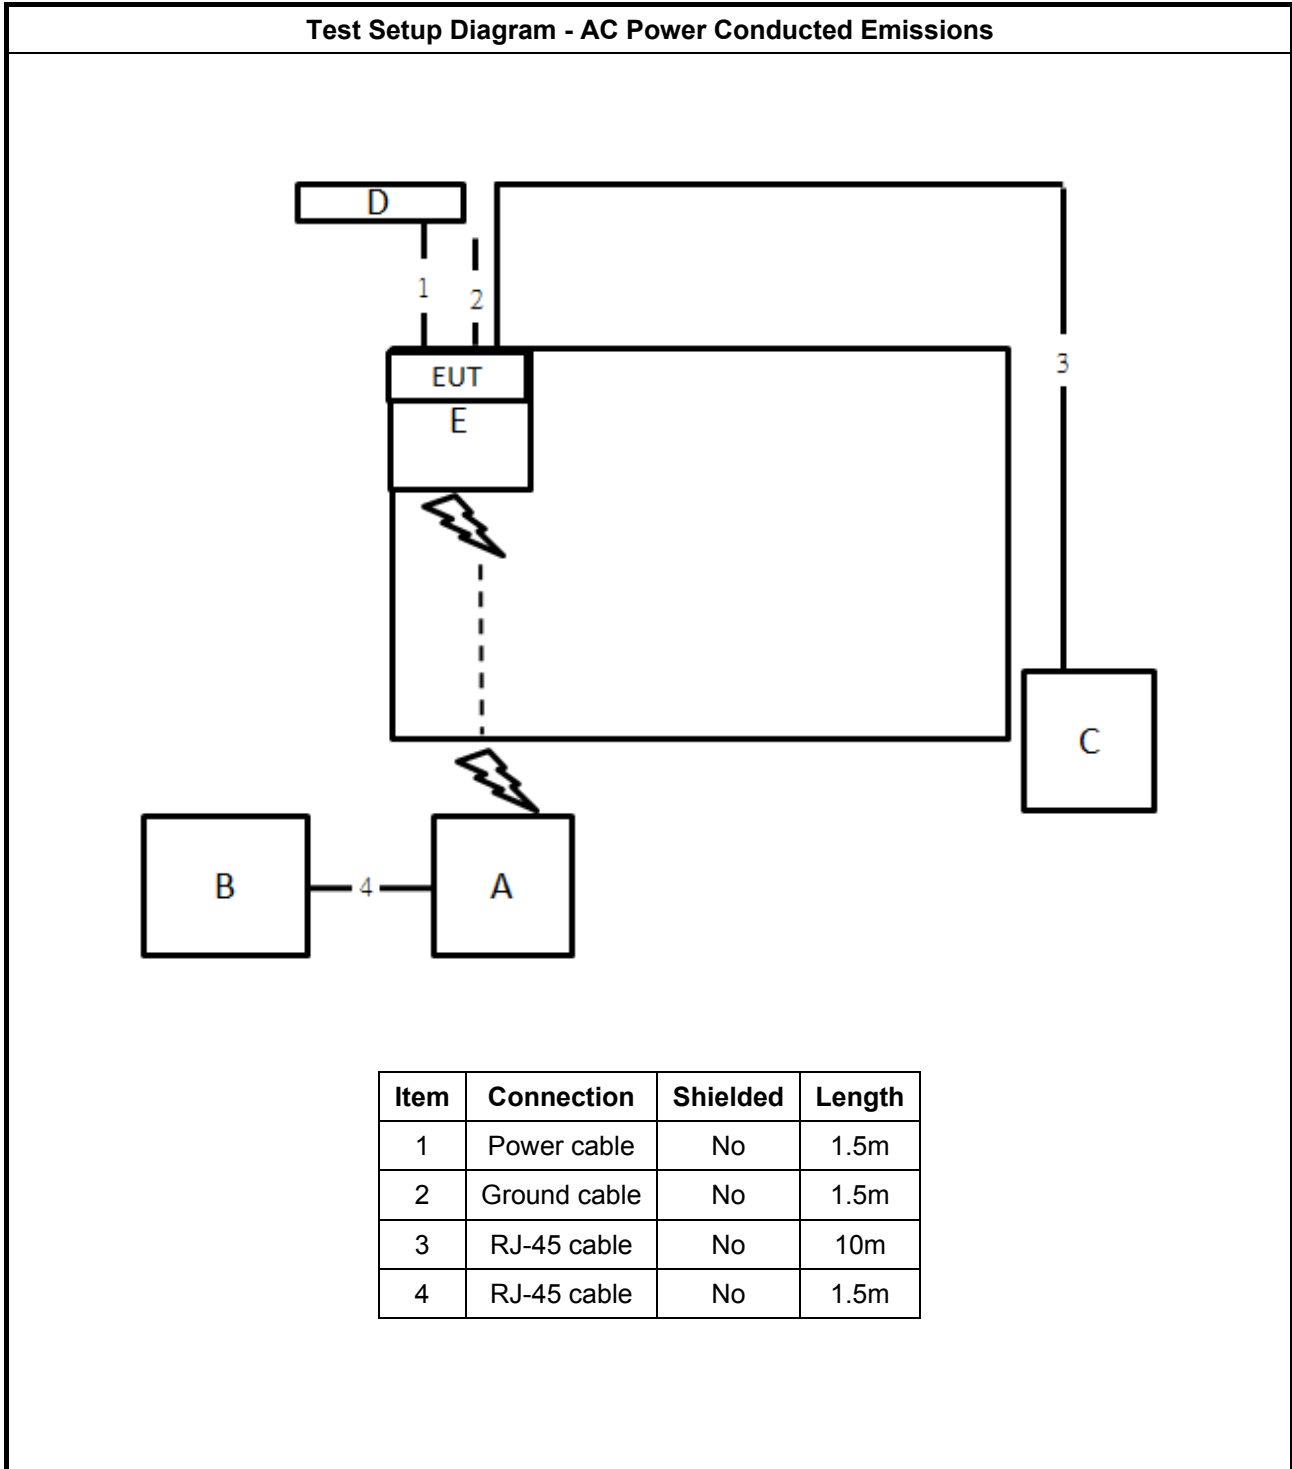 Test Setup Diagram - AC Power Conducted Emissions
D
1
2
3
EUT
E
C
B
4
A
Item Connection Shielded Length
1 Power cable No 1.5m
2 Ground cable No 1.5m
3 RJ-45 cable No 10m
4 RJ-45 cable No 1.5m